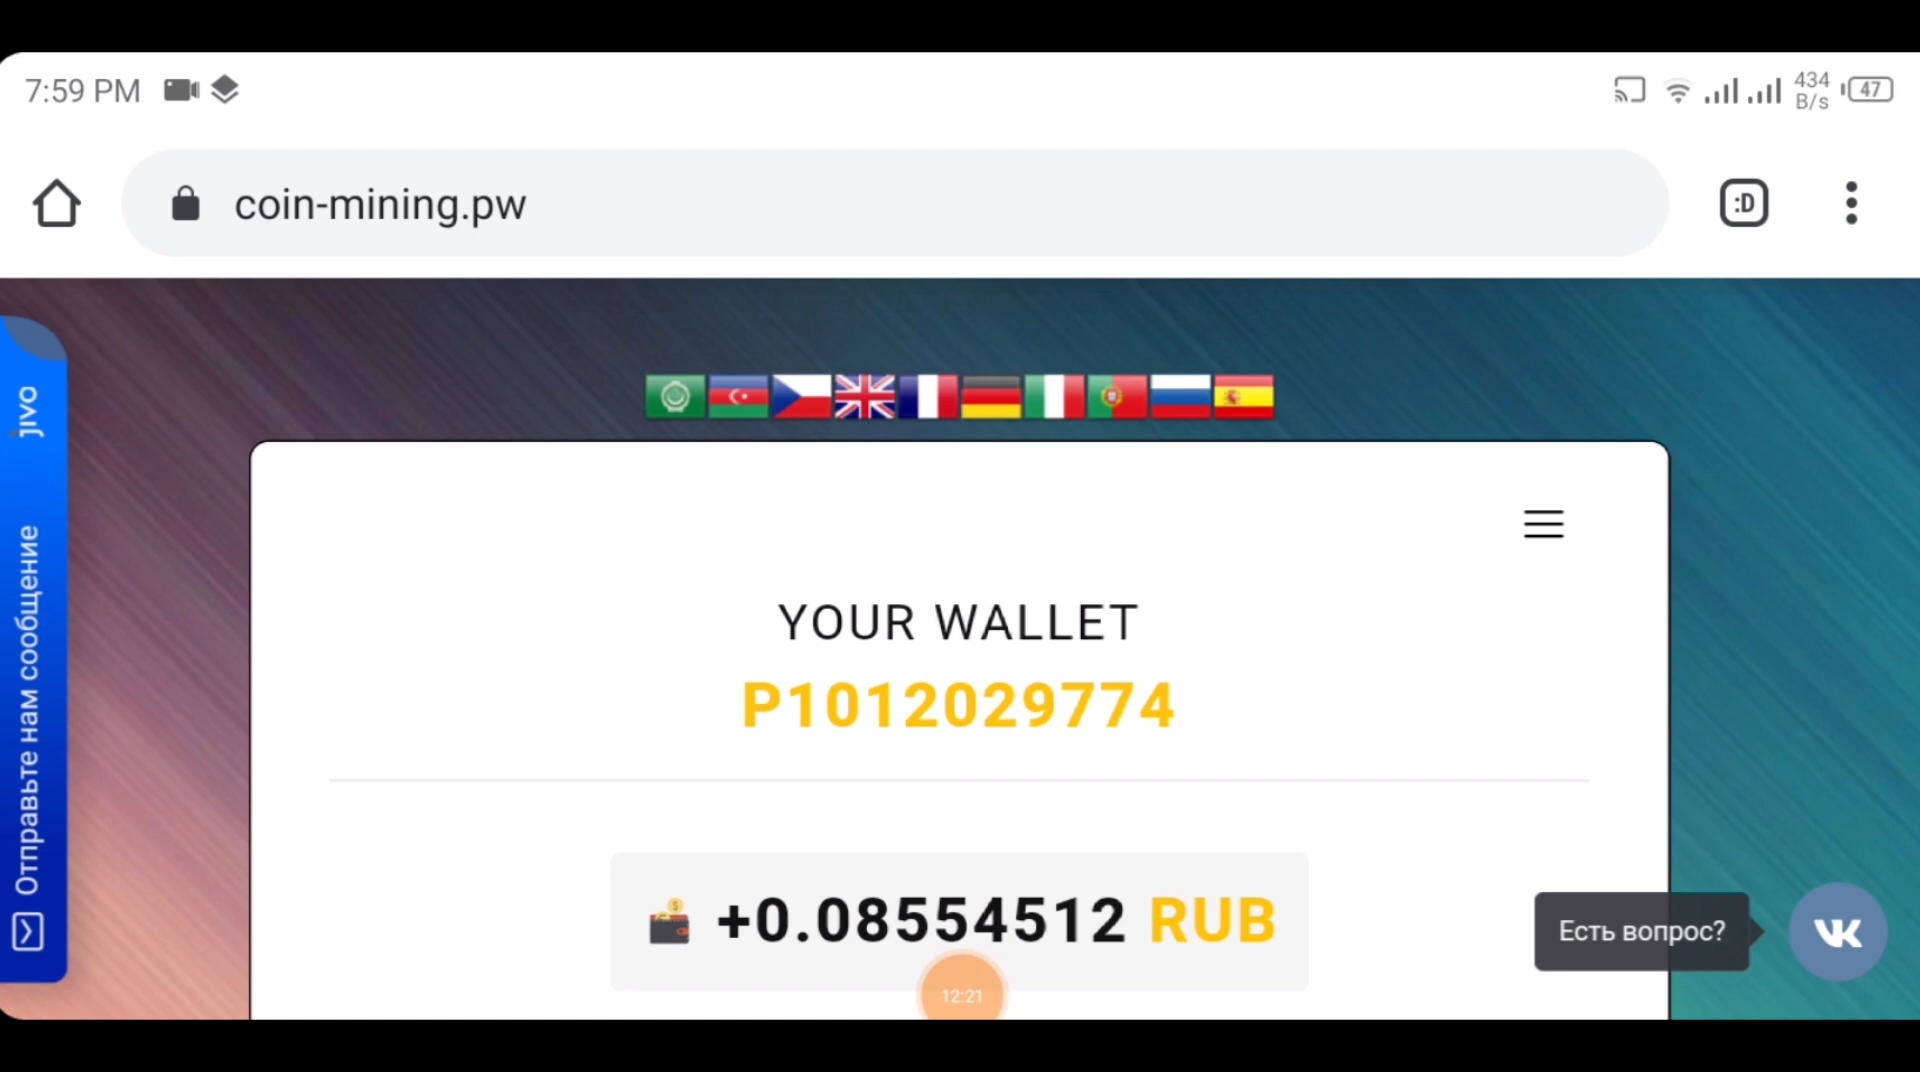 7:59 PM
434
B/s
47
coin-mining.pw
:D
jivo
Отправьте нам сообщение
YOUR WALLET
P1012029774
+0.08554512 RUB
12:21
Есть вопрос?